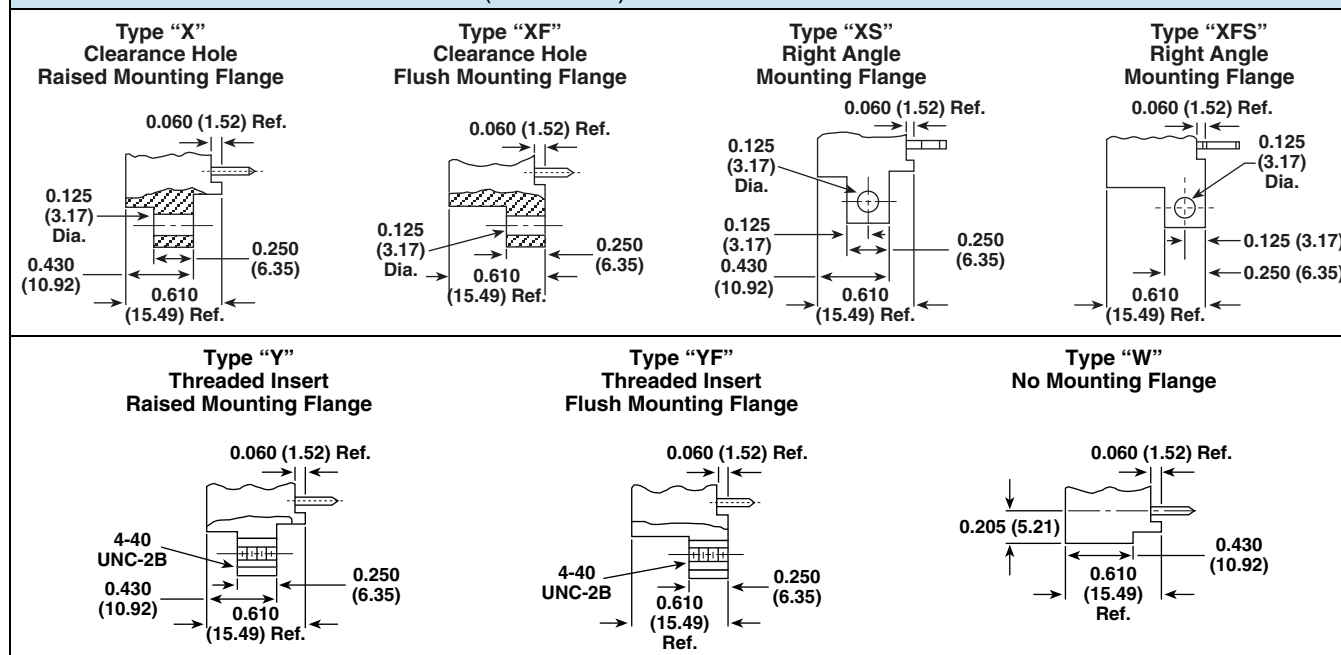 Type “X”
Clearance Hole
Raised Mounting Flange
0.060 (1.52) Ref.
0.125
(3.17)
Dia.
0.430
(10.92)
0.250
(6.35)
0.610
(15.49) Ref.
Type “XF”
Clearance Hole
Flush Mounting Flange
0.060 (1.52) Ref.
0.125
(3.17)
Dia.
0.250
(6.35)
0.610
(15.49) Ref.
Type “XS”
Right Angle
Mounting Flange
0.060 (1.52) Ref.
0.125
(3.17)
Dia.
0.125
(3.17)
0.430
(10.92)
0.250
(6.35)
0.610
(15.49) Ref.
Type “XFS”
Right Angle
Mounting Flange
0.060 (1.52) Ref.
0.125
(3.17)
Dia.
0.125 (3.17)
0.250 (6.35)
0.610
(15.49) Ref.
Type “Y”
Threaded Insert
Raised Mounting Flange
0.060 (1.52) Ref.
4-40
UNC-2B
0.430
(10.92)
0.250
(6.35)
0.610
(15.49) Ref.
Type “YF”
Threaded Insert
Flush Mounting Flange
0.060 (1.52) Ref.
4-40
UNC-2B
0.250
(6.35)
0.610
(15.49)
Ref.
Type “W”
No Mounting Flange
0.060 (1.52) Ref.
0.205 (5.21)
0.430
(10.92)
0.610
(15.49)
Ref.